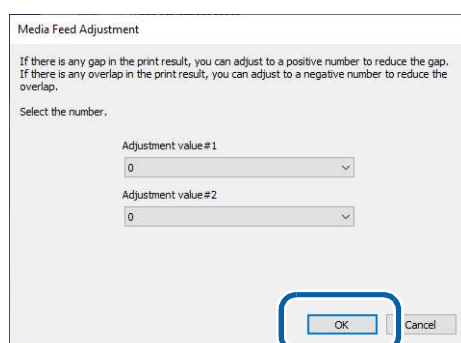 Media Feed Adjustment
If there is any gap in the print result, you can adjust to a positive number to reduce the gap.
If there is any overlap in the print result, you can adjust to a negative number to reduce the
overlap.
Select the number.
Adjustment value#1
0
Adjustment value#2
0
OK
Cancel